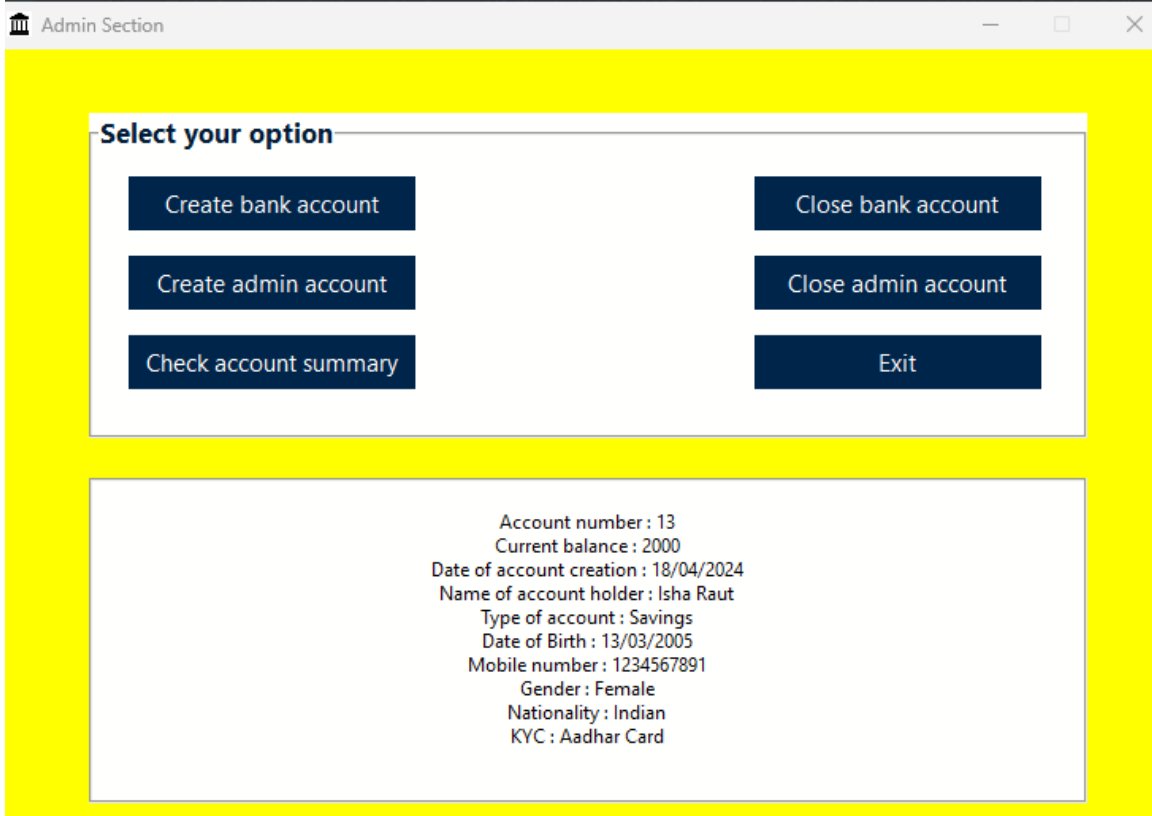 Admin Section
Select your option
Create bank account
Close bank account
Create admin account
Close admin account
Check account summary
Exit
Account number : 13
Current balance : 2000
Date of account creation : 18/04/2024
Name of account holder : Isha Raut
Type of account : Savings
Date of Birth : 13/03/2005
Mobile number : 1234567891
Gender : Female
Nationality : Indian
KYC : Aadhar Card